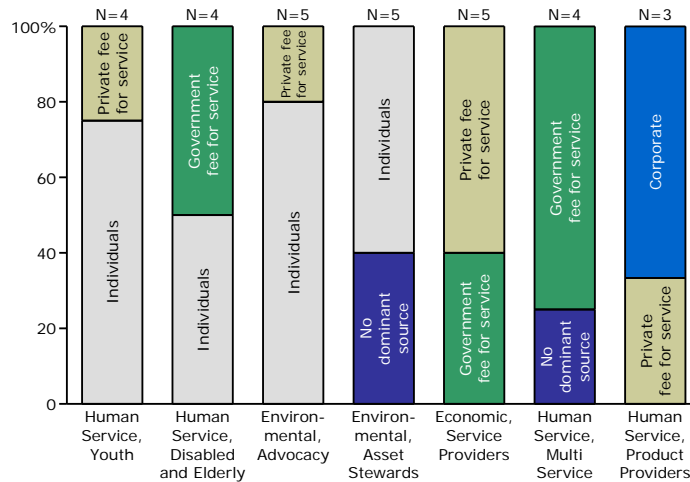 N=4
N=4
N=5
N=5
N=5
N=4
N=3
100%
80
60
40
20
0
Private fee
for service
Individuals
Government
fee for service
Individuals
Private fee
for service
Individuals
Individuals
No
dominant
source
Private fee
for service
Government
fee for service
Government
fee for service
No
dominant
source
Corporate
Private
fee for service
Human
Service,
Youth
Human
Service,
Disabled
and Elderly
Environ-
mental,
Advocacy
Environ-
mental,
Asset
Stewards
Economic,
Service
Providers
Human
Service,
Multi
Service
Human
Service,
Product
Providers